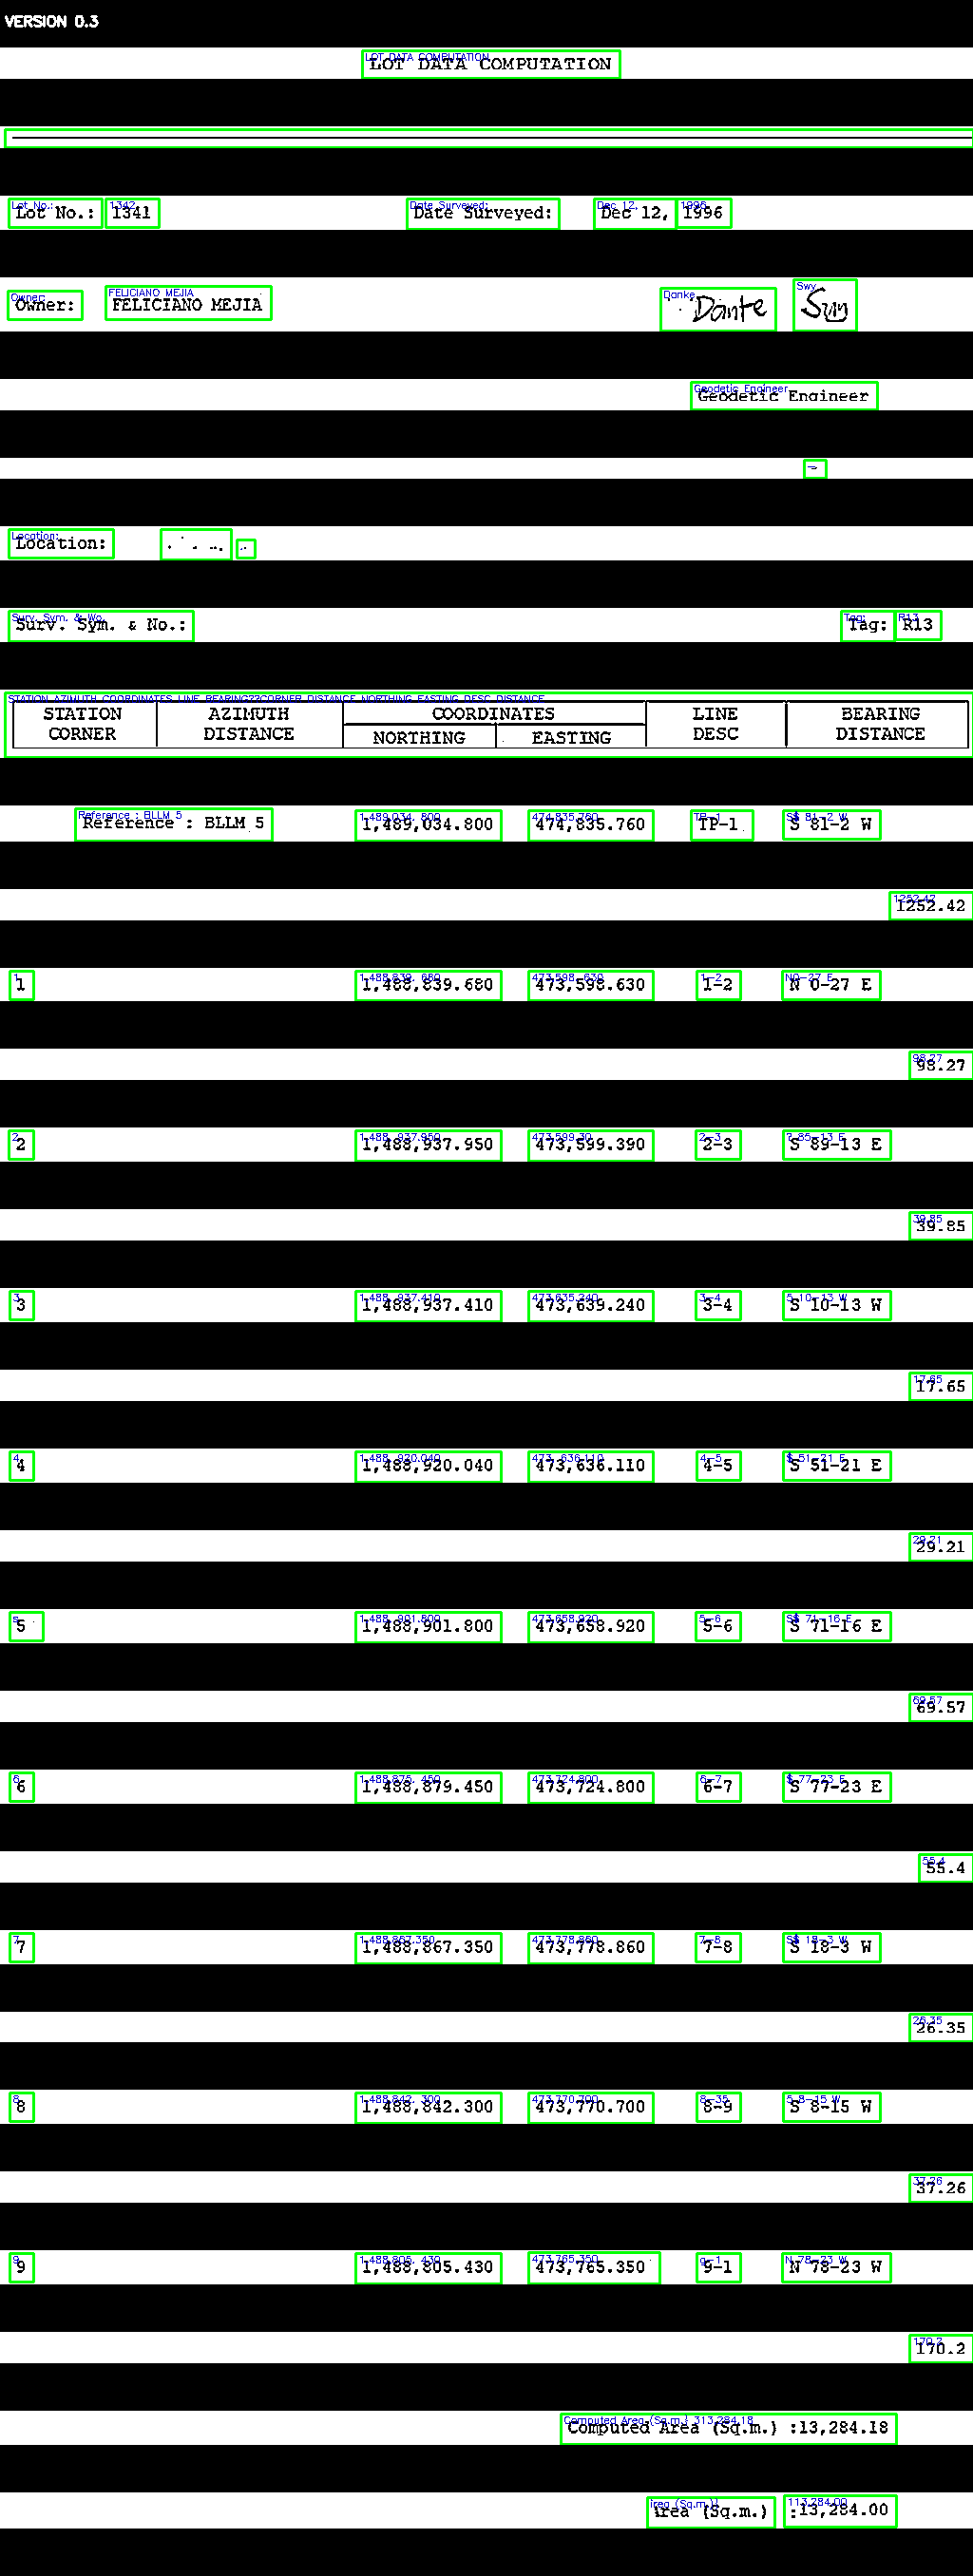 VERSION 0.3
LOT DATA COMPUTATION
Lot No.: 1341 Date Surveyed: Dec 12, 1996
Owner: FELICIANO MEJIA Dante
Geodetic Engineer
Location:
Surv. Sym. & No.: Tag: R13
STATION CORNER AZIMUTH DISTANCE COORDINATES NORTHING EASTING LINE DESC BEARING DISTANCE
Reference : BLLM 5 1,489,034.800 474,835.760 TP-1 S 81-2 W
1252.42
1 1,488,839.680 473,598.630 1-2 N 0-27 E
98.27
2 1,488,937.950 473,599.390 2-3 S 89-13 E
39.85
3 1,488,937.410 473,639.240 3-4 S 10-13 W
17.65
4 1,488,920.040 473,636.110 4-5 S 51-21 E
29.21
5 1,488,901.800 473,658.920 5-6 S 71-16 E
69.57
6 1,488,879.450 473,724.800 6-7 S 77-23 E
55.4
7 1,488,867.350 473,778.860 7-8 S 18-3 W
26.35
8 1,488,842.300 473,770.700 8-9 S 8-15 W
37.26
9 1,488,805.430 473,765.350 9-1 N 78-23 W
170.2
Computed Area (Sq.m.) :13,284.18
Area (Sq.m.) :13,284.00